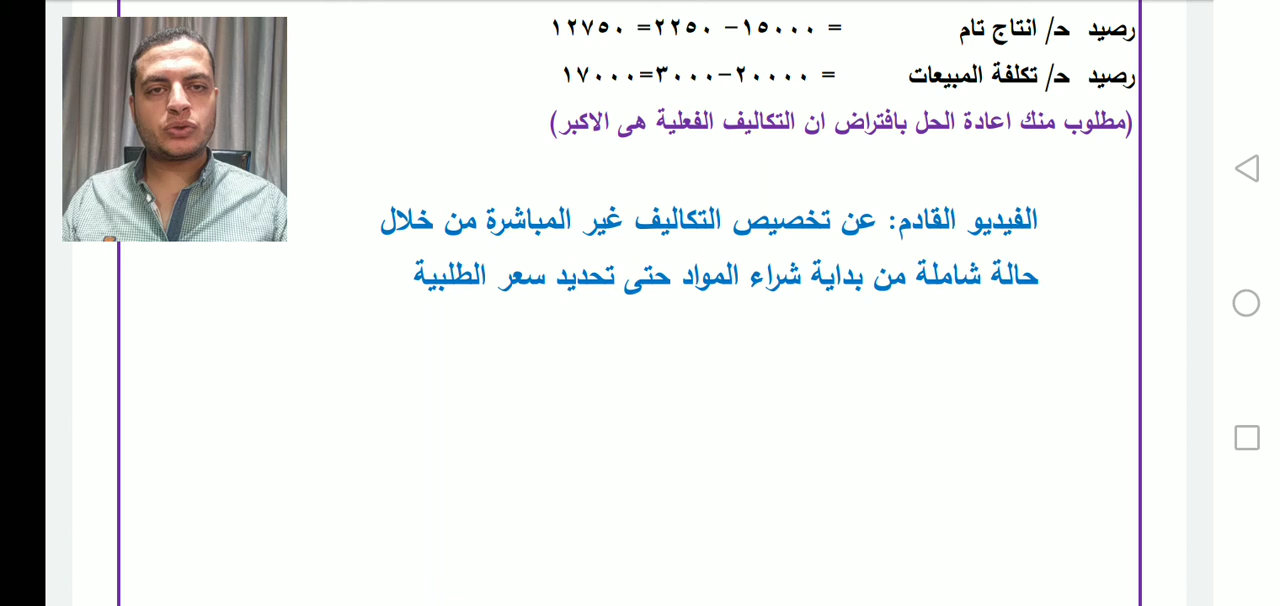 رصيد ح/ انتاج تام = ١٥٠٠٠ – ٢٢٥٠ = ١٢٧٥٠
رصيد ح/ تكلفة المبيعات = ٢٠٠٠٠–٣٠٠٠=١٧٠٠٠
(مطلوب منك اعادة الحل بافتراض ان التكاليف الفعلية هى الاكبر)
الفيديو القادم: عن تخصيص التكاليف غير المباشرة من خلال
حالة شاملة من بداية شراء المواد حتى تحديد سعر الطلبية